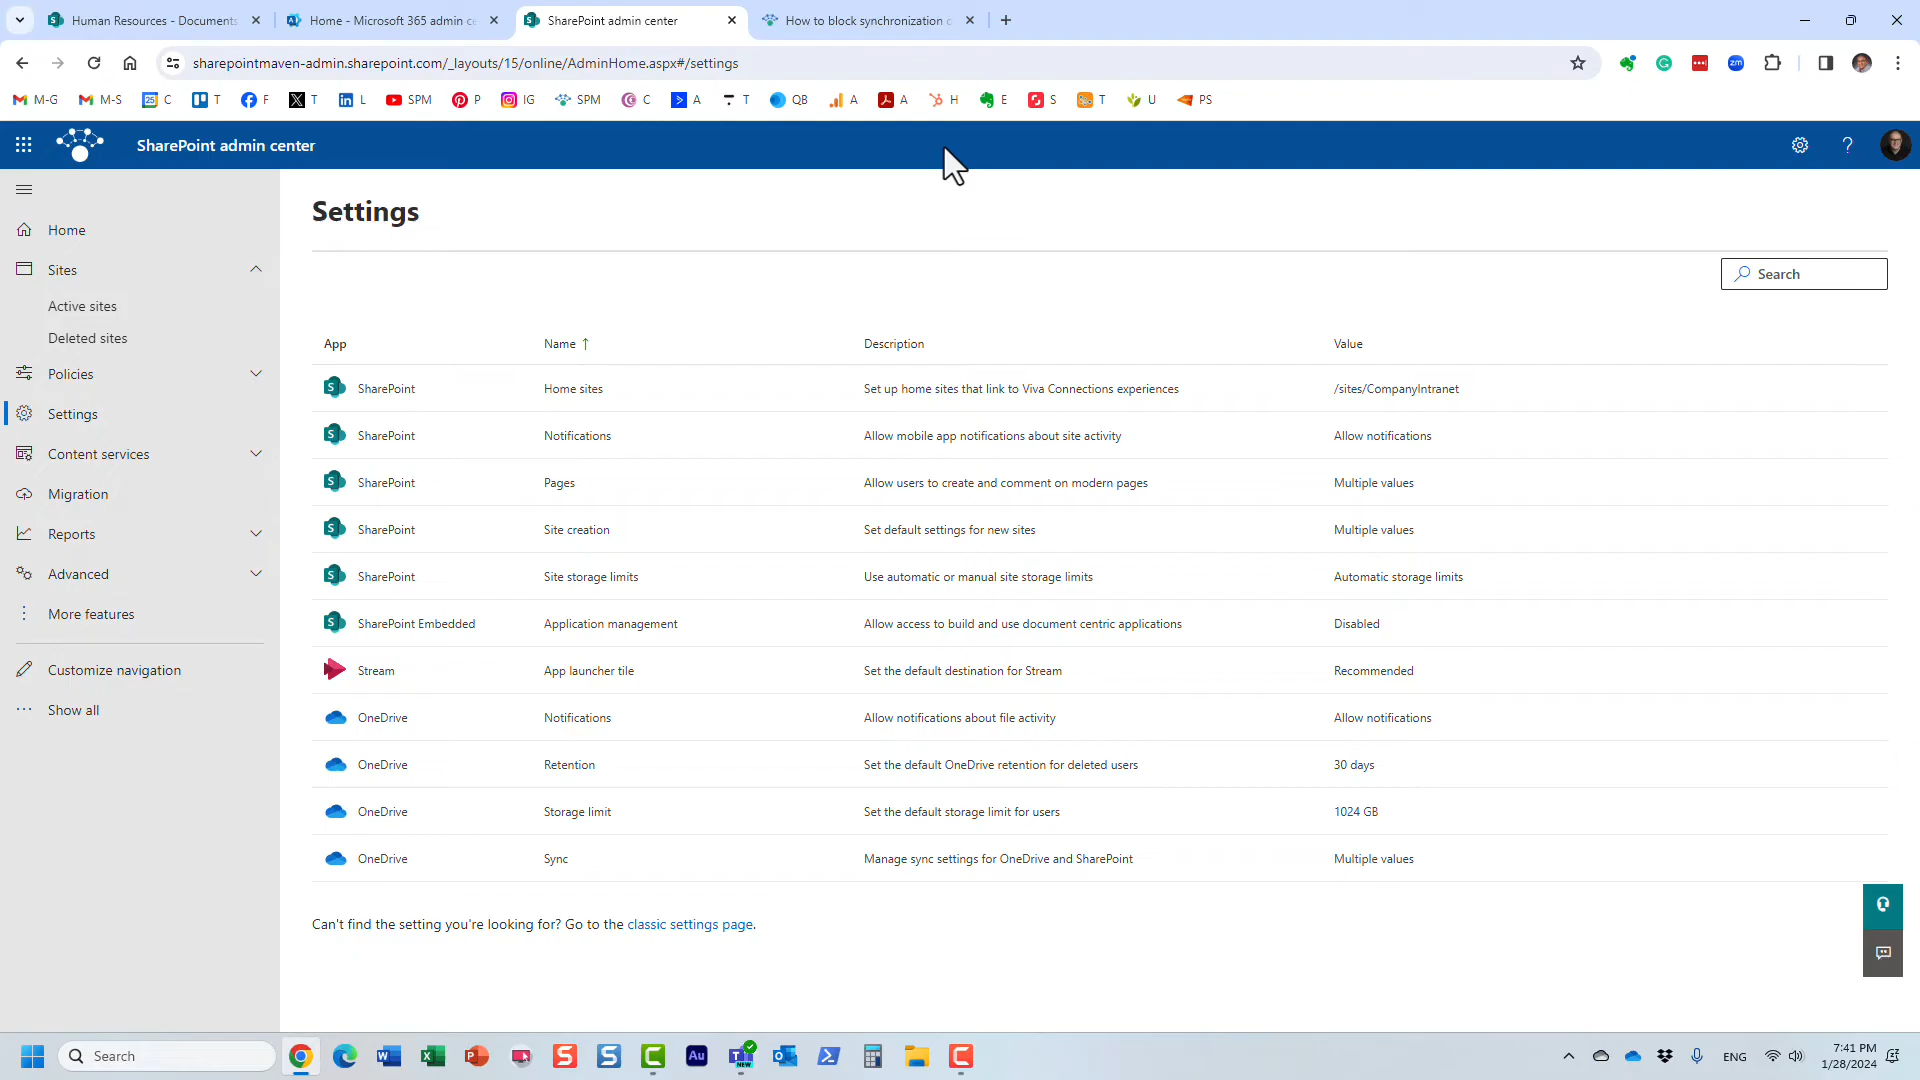 Human Resources - Documents
Home - Microsoft 365 admin ce
SharePoint admin center
How to block synchronization o
sharepointmaven-admin.sharepoint.com/_layouts/15/online/AdminHome.aspx#/settings
M-G M-S C T F T L SPM P IG SPM C A T QB A A H E S T U PS
SharePoint admin center
Settings
Home
Sites
Active sites
Deleted sites
Policies
Settings
Content services
Migration
Reports
Advanced
More features
Customize navigation
Show all
Search
App Name ↑ Description Value
SharePoint Home sites Set up home sites that link to Viva Connections experiences /sites/CompanyIntranet
SharePoint Notifications Allow mobile app notifications about site activity Allow notifications
SharePoint Pages Allow users to create and comment on modern pages Multiple values
SharePoint Site creation Set default settings for new sites Multiple values
SharePoint Site storage limits Use automatic or manual site storage limits Automatic storage limits
SharePoint Embedded Application management Allow access to build and use document centric applications Disabled
Stream App launcher tile Set the default destination for Stream Recommended
OneDrive Notifications Allow notifications about file activity Allow notifications
OneDrive Retention Set the default OneDrive retention for deleted users 30 days
OneDrive Storage limit Set the default storage limit for users 1024 GB
OneDrive Sync Manage sync settings for OneDrive and SharePoint Multiple values
Can't find the setting you're looking for? Go to the classic settings page.
Search
ENG
7:41 PM
1/28/2024